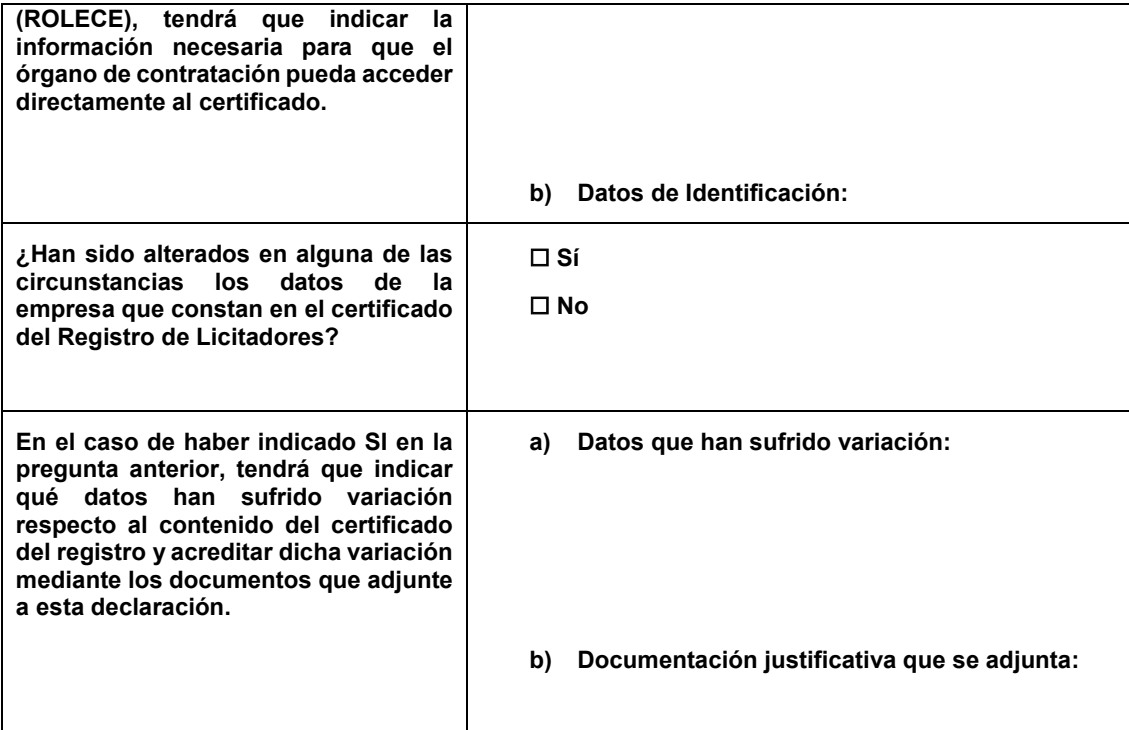 (ROLECE), tendrá que indicar la
información necesaria para que el
órgano de contratación pueda acceder
directamente al certificado.
b) Datos de Identificación:
¿Han sido alterados en alguna de las
circunstancias los datos de la
empresa que constan en el certificado
del Registro de Licitadores?
☐ Sí
☐ No
En el caso de haber indicado SI en la
pregunta anterior, tendrá que indicar
qué datos han sufrido variación
respecto al contenido del certificado
del registro y acreditar dicha variación
mediante los documentos que adjunte
a esta declaración.
a) Datos que han sufrido variación:
b) Documentación justificativa que se adjunta: